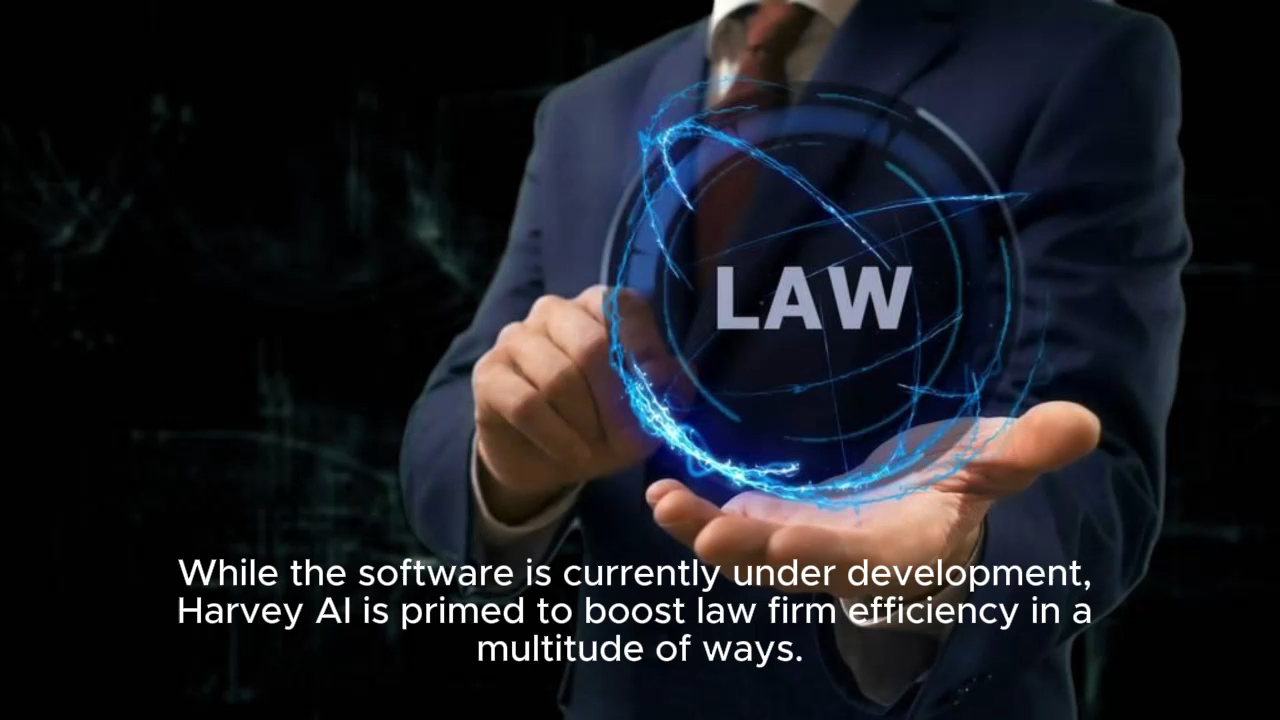 LAW
While the software is currently under development,
Harvey AI is primed to boost law firm efficiency in a
multitude of ways.